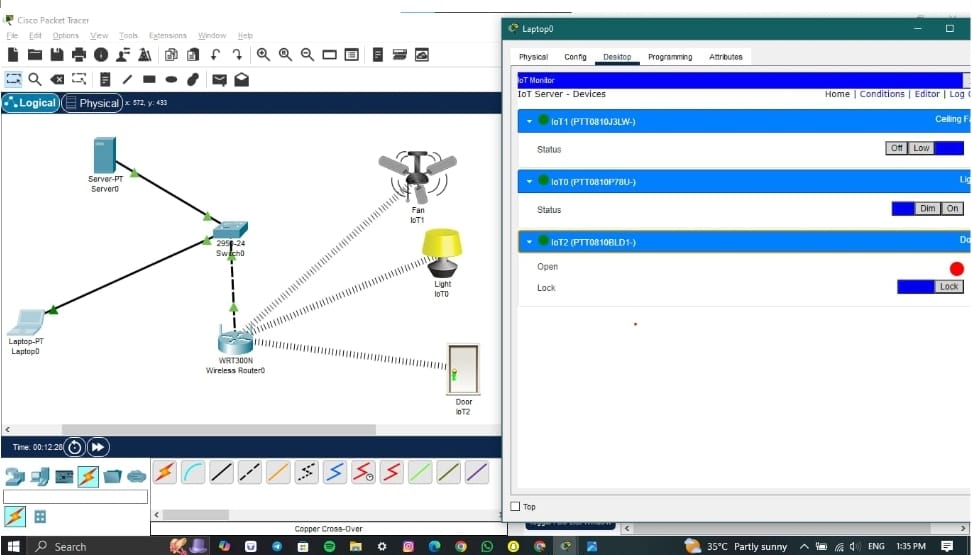 Cisco Packet Tracer
File Edit Options View Tools Extensions Window Help
Logical Physical x: 572, y: 433
Server-PT
Server0
2950-24
Switch0
Laptop-PT
Laptop0
WRT300N
Wireless Router0
Fan
IoT1
Light
IoT0
Door
IoT2
Time: 00:12:28
Copper Cross-Over
Laptop0
Physical Config Desktop Programming Attributes
IoT Monitor
IoT Server - Devices
Home | Conditions | Editor | Log
IoT1 (PTT0810J3LW-) Ceiling Fa
Status
Off Low
IoT0 (PTT0810P78U-) Lig
Status
Dim On
IoT2 (PTT0810BLD1-) Do
Open
Lock
Lock
Top
Search
35°C Partly sunny
ENG
1:35 PM